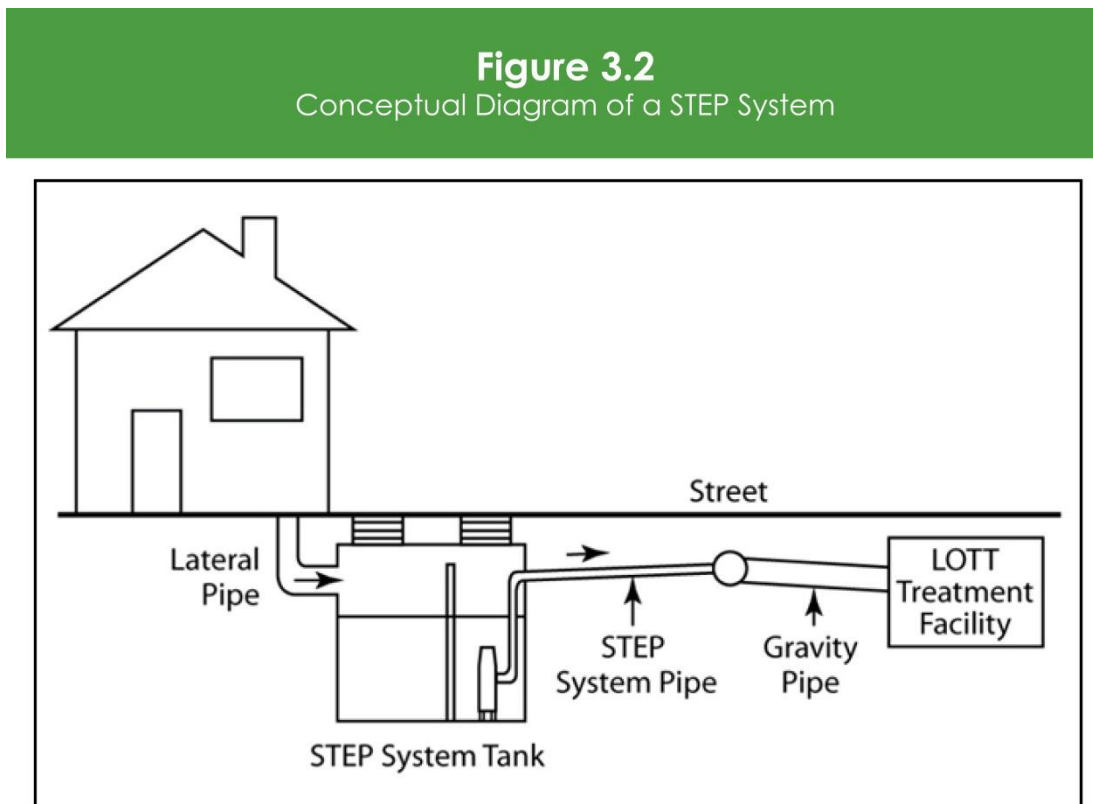 Figure 3.2
Conceptual Diagram of a STEP System
Street
Lateral
Pipe
LOTT
Treatment
Facility
STEP
System Pipe
Gravity
Pipe
STEP System Tank